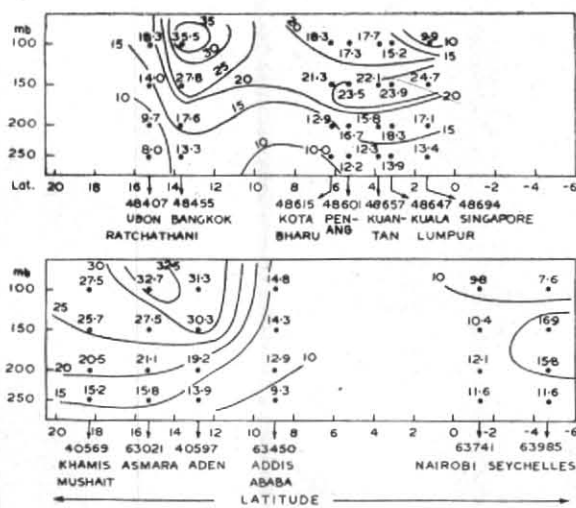 35
mb 15 18.3 35.5 2 18.3 17.7 9.9 10
100 30 17.3 15.2 15
25
150 14.0 27.8 20 21.3 22.1 24.7
10 15 23.5 23.9 20
200 9.7 17.6 12.9 15.8 17.1 15
16.7 18.3
250 8.0 13.3 10 10.0 12.3 13.4
12.2 13.9
Lat. 20 18 16 14 12 10 8 6 4 2 0 -2 -4 -6
48407 48455 48615 48601 48657 48647 48694
UBON BANGKOK KOTA PEN- KUAN- KUALA SINGAPORE
RATCHATHANI BHARU ANG TAN LUMPUR
mb 30 32.5
100 27.5 32.7 31.3 14.8 10 9.8 7.6
25
150 25.7 27.5 30.3 14.3 10.4 16.9
200 20 20.5 21.1 19.2 12.9 10 12.1 15.8
250 15 15.2 15.8 13.9 9.3 11.6 11.6
20 18 16 14 12 10 8 6 4 2 0 -2 -4 -6
40569 63021 40597 63450 63741 63985
KHAMIS ASMARA ADEN ADDIS NAIROBI SEYCHELLES
MUSHAIT ABABA
LATITUDE